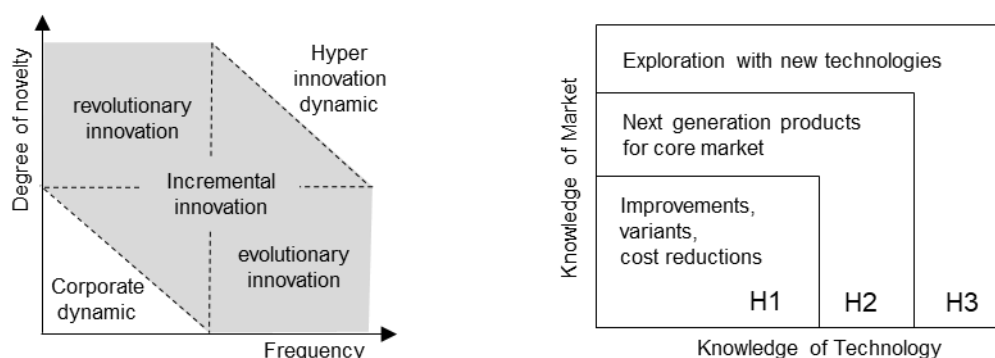 Degree of novelty
Hyper
innovation
dynamic
revolutionary
innovation
Incremental
innovation
evolutionary
innovation
Corporate
dynamic
Frequency
Knowledge of Market
Exploration with new technologies
Next generation products
for core market
Improvements,
variants,
cost reductions
H1 H2 H3
Knowledge of Technology